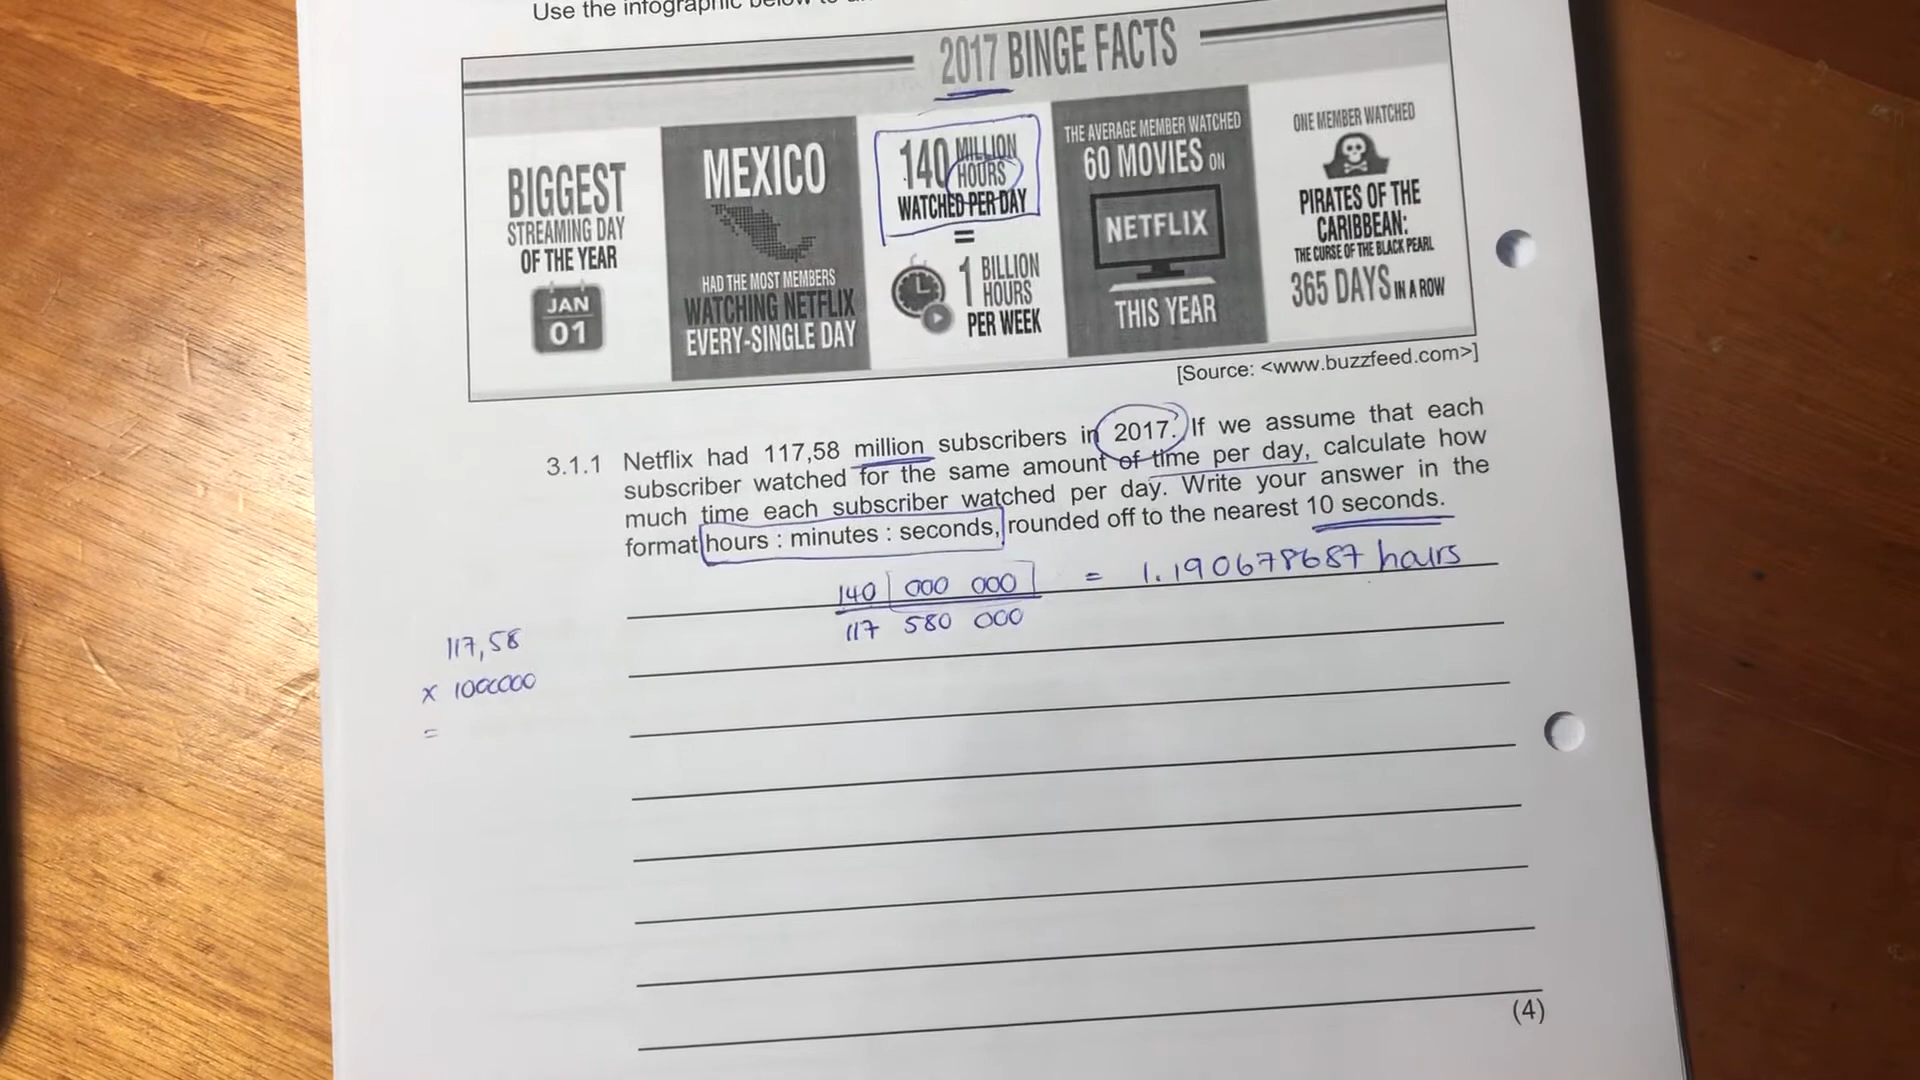 Use the infographic below to
2017 BINGE FACTS
BIGGEST
STREAMING DAY
OF THE YEAR
JAN
01
MEXICO
HAD THE MOST MEMBERS
WATCHING NETFLIX
EVERY-SINGLE DAY
140 MILLION
HOURS
WATCHED PER DAY
=
1 BILLION
HOURS
PER WEEK
THE AVERAGE MEMBER WATCHED
60 MOVIES ON
NETFLIX
THIS YEAR
ONE MEMBER WATCHED
PIRATES OF THE
CARIBBEAN:
THE CURSE OF THE BLACK PEARL
365 DAYS IN A ROW
[Source: <www.buzzfeed.com>]
3.1.1 Netflix had 117,58 million subscribers in 2017. If we assume that each
subscriber watched for the same amount of time per day, calculate how
much time each subscriber watched per day. Write your answer in the
format hours : minutes : seconds, rounded off to the nearest 10 seconds.
140 000 000 = 1.190678687 hours
117 580 000
117,58
x 1000000
=
(4)